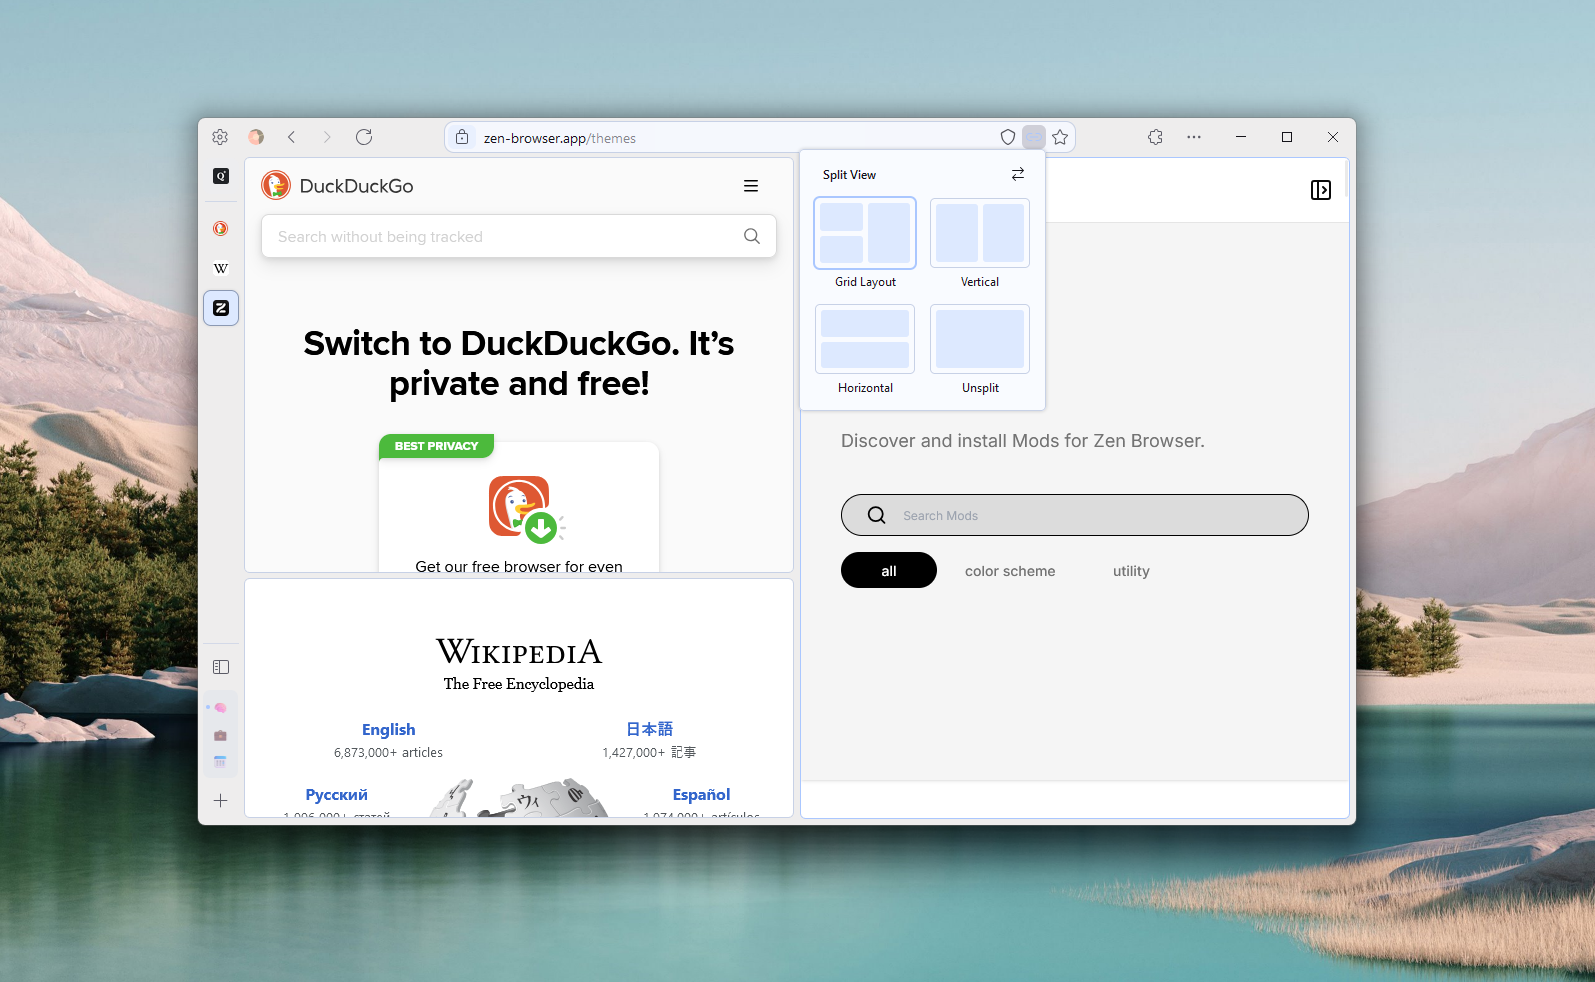 zen-browser.app/themes
DuckDuckGo
Search without being tracked
Switch to DuckDuckGo. It’s
private and free!
BEST PRIVACY
Get our free browser for even
WIKIPEDIA
The Free Encyclopedia
English
6,873,000+ articles
日本語
1,427,000+ 記事
Русский
Español
Split View
Grid Layout
Vertical
Horizontal
Unsplit
Discover and install Mods for Zen Browser.
Search Mods
all
color scheme
utility